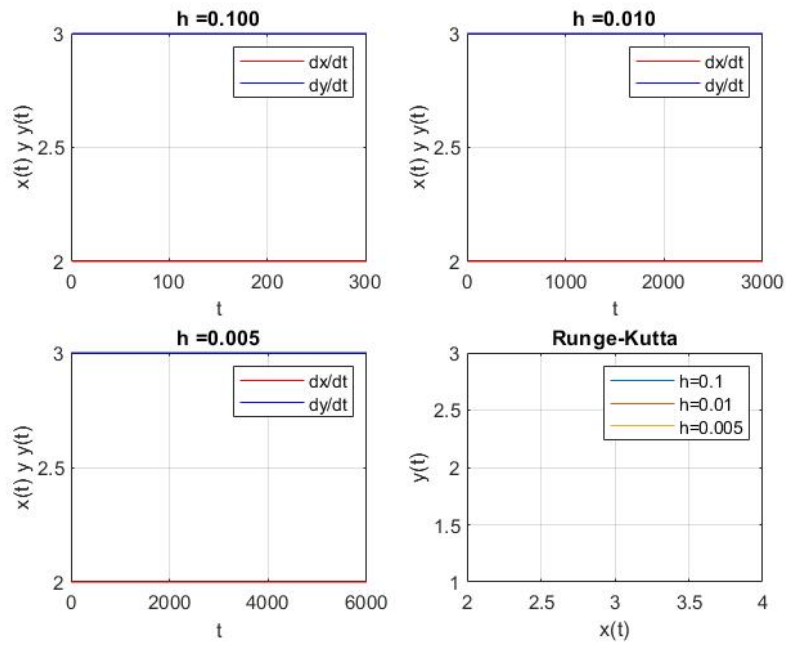 h =0.100
3
2.5
2
x(t) y y(t)
dx/dt
dy/dt
0 100 200 300
t
h =0.010
3
2.5
2
x(t) y y(t)
dx/dt
dy/dt
0 1000 2000 3000
t
h =0.005
3
2.5
2
x(t) y y(t)
dx/dt
dy/dt
0 2000 4000 6000
t
Runge-Kutta
3
2.5
2
1.5
1
y(t)
h=0.1
h=0.01
h=0.005
2 2.5 3 3.5 4
x(t)